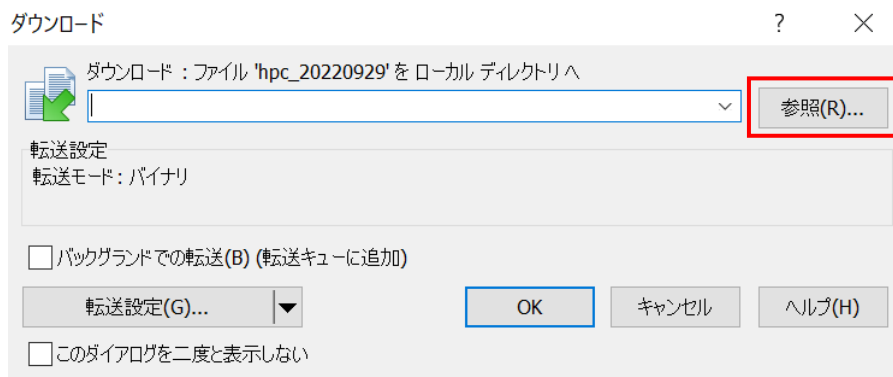 ダウンロード ? ×
ダウンロード : ファイル 'hpc_20220929' を ローカル ディレクトリ へ
参照(R)...
転送設定
転送モード : バイナリ
バックグランドでの転送(B) (転送キューに追加)
転送設定(G)... OK キャンセル ヘルプ(H)
このダイアログを二度と表示しない